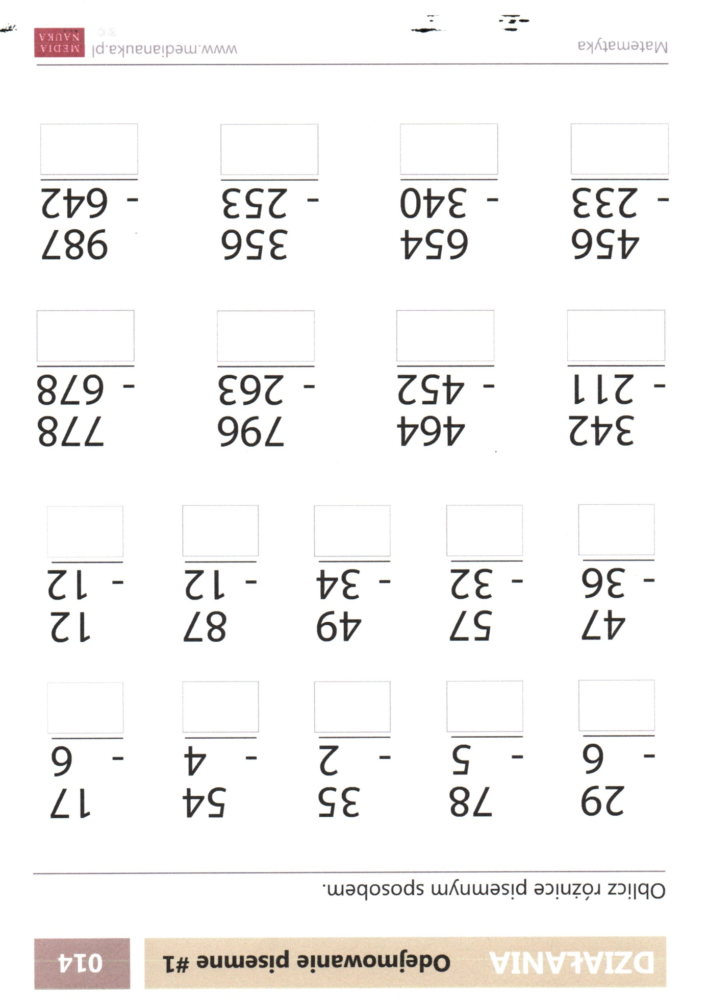 DZIAŁANIA Odejmowanie pisemne #1 014
Oblicz różnice pisemnym sposobem.
29 78 35 54 17
- 6 - 5 - 2 - 4 - 6
47 57 49 87 12
- 36 - 32 - 34 - 12 - 12
342 464 796 778
- 211 - 452 - 263 - 678
456 654 356 987
- 233 - 340 - 253 - 642
Matematyka www.medianauka.pl MEDIA
NAUKA